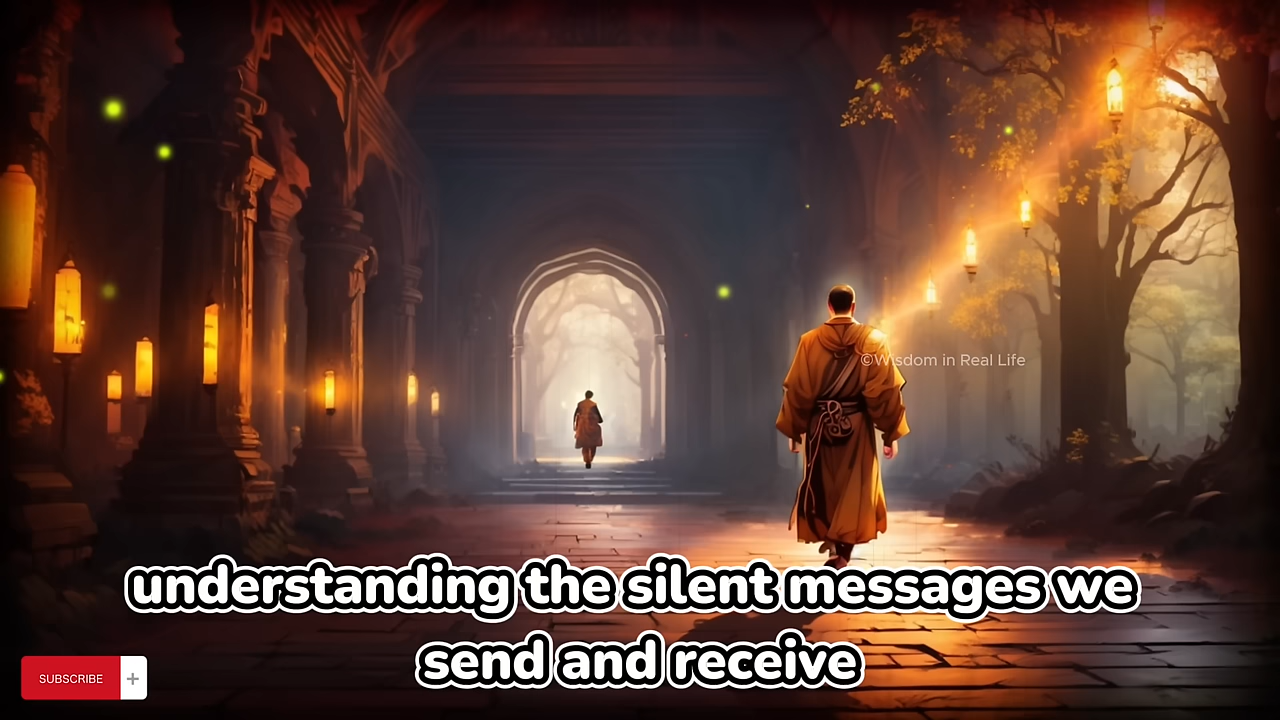 ©Wisdom in Real Life
understanding the silent messages we
send and receive
SUBSCRIBE +